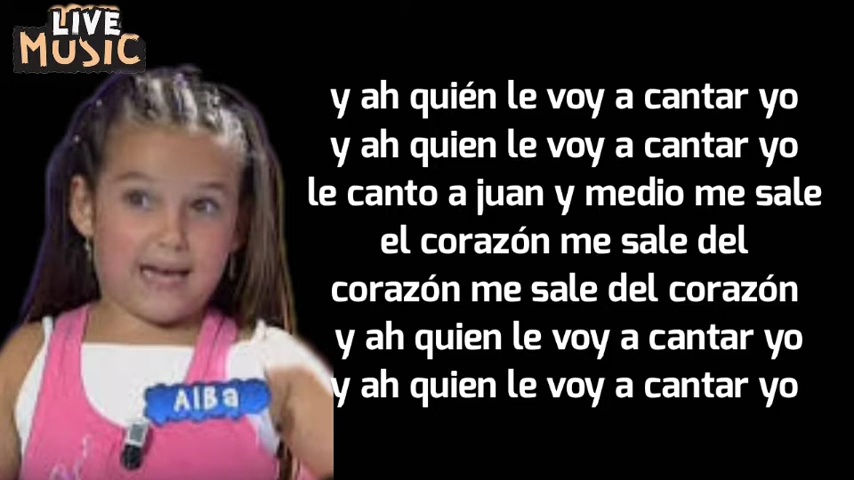 LIVE
MUSIC
y ah quién le voy a cantar yo
y ah quien le voy a cantar yo
le canto a juan y medio me sale
el corazón me sale del
corazón me sale del corazón
y ah quien le voy a cantar yo
y ah quien le voy a cantar yo
AlBa